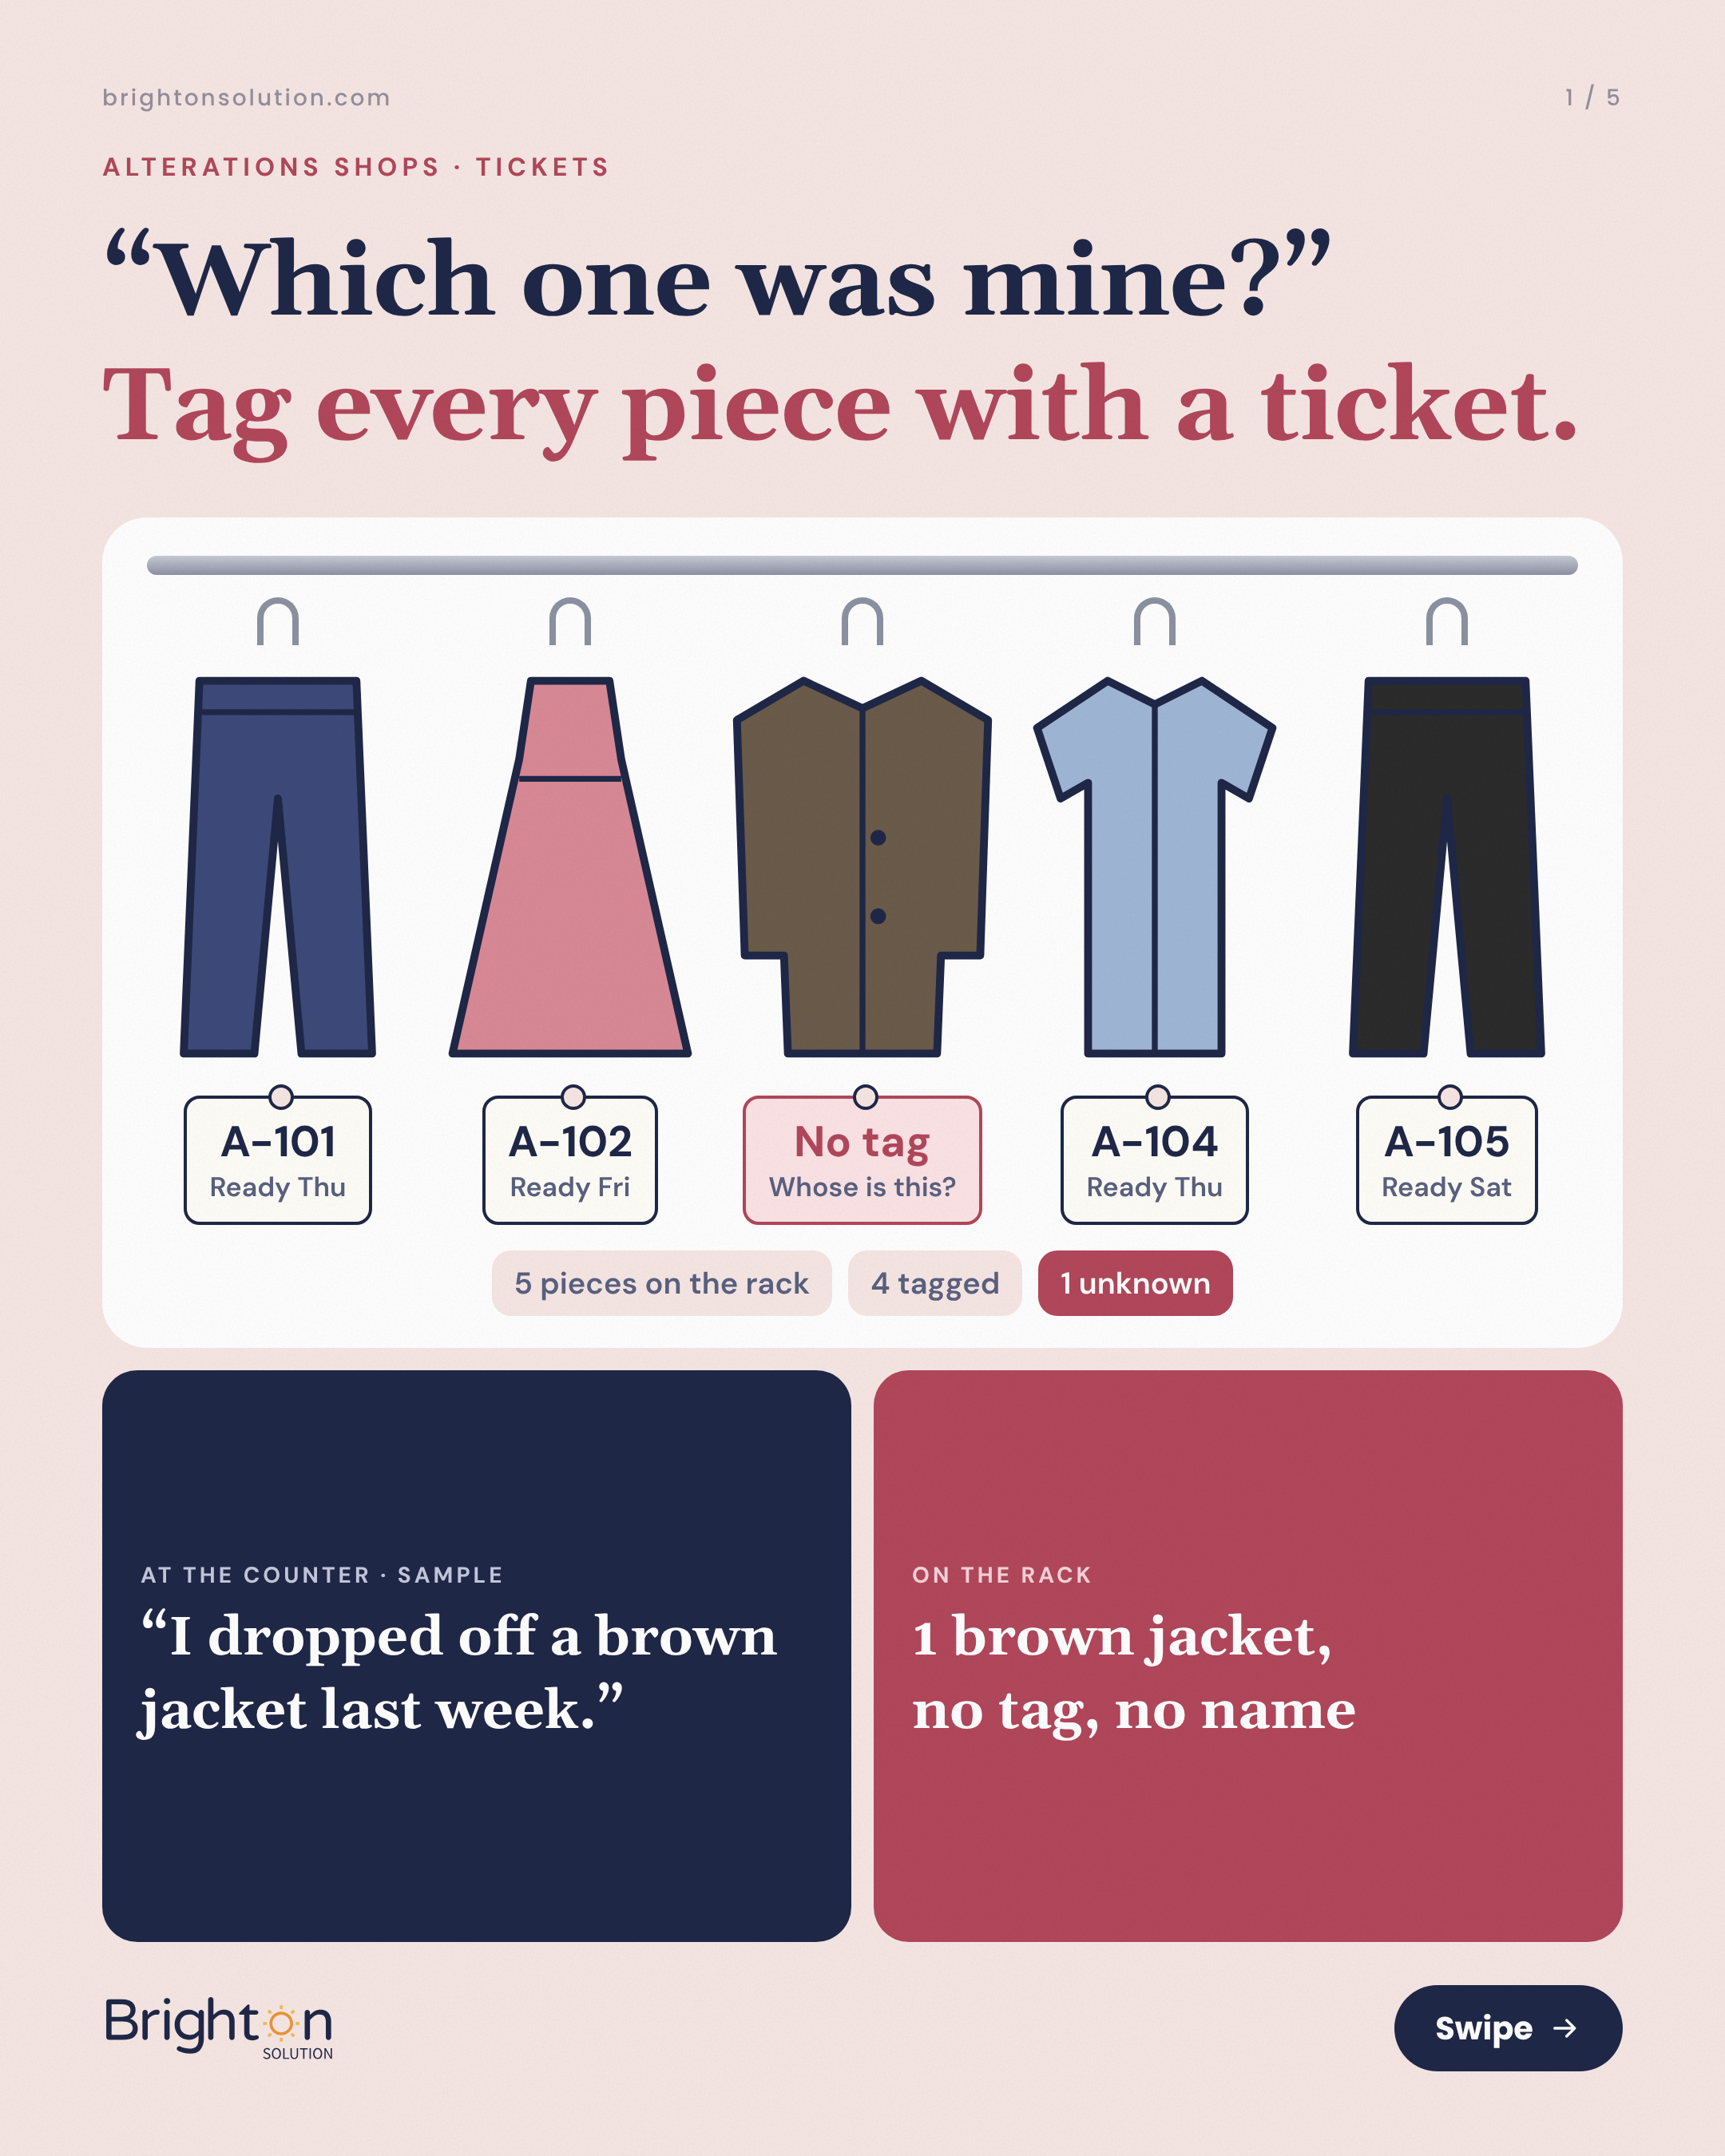 brightonsolution.com
1 / 5
ALTERATIONS SHOPS · TICKETS
“Which one was mine?”
Tag every piece with a ticket.
A-101
Ready Thu
A-102
Ready Fri
No tag
Whose is this?
A-104
Ready Thu
A-105
Ready Sat
5 pieces on the rack
4 tagged
1 unknown
AT THE COUNTER · SAMPLE
“I dropped off a brown
jacket last week.”
ON THE RACK
1 brown jacket,
no tag, no name
Brighton
SOLUTION
Swipe →